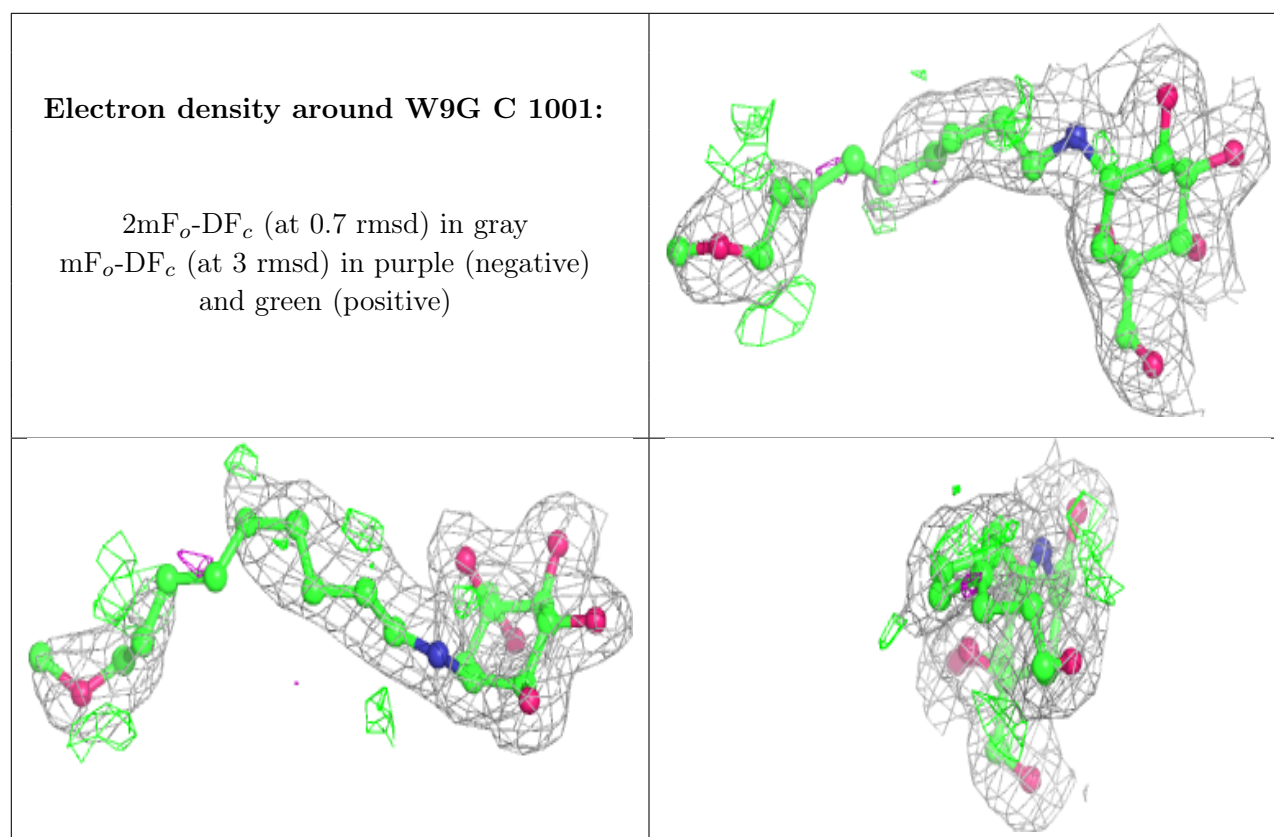 Electron density around W9G C 1001:
2mFₒ-DF𝒸 (at 0.7 rmsd) in gray
mFₒ-DF𝒸 (at 3 rmsd) in purple (negative)
and green (positive)